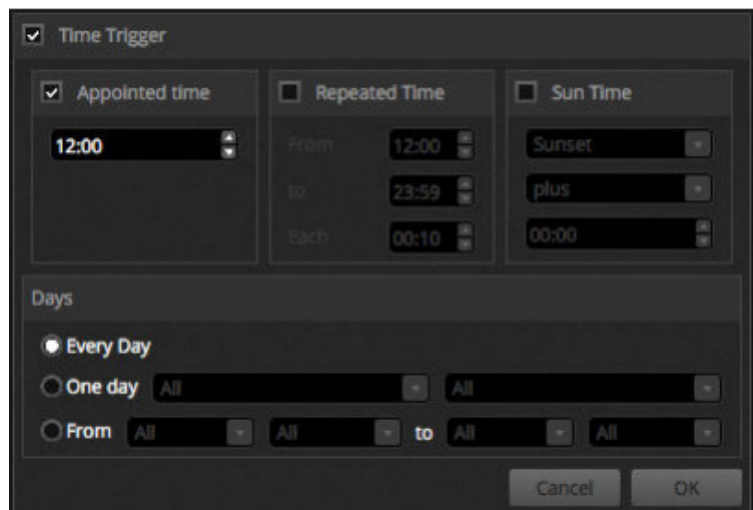 Time Trigger
Appointed time
12:00
Repeated Time
From 12:00
to 23:59
Each 00:10
Sun Time
Sunset
plus
00:00
Days
Every Day
One day All All
From All All to All All
Cancel OK